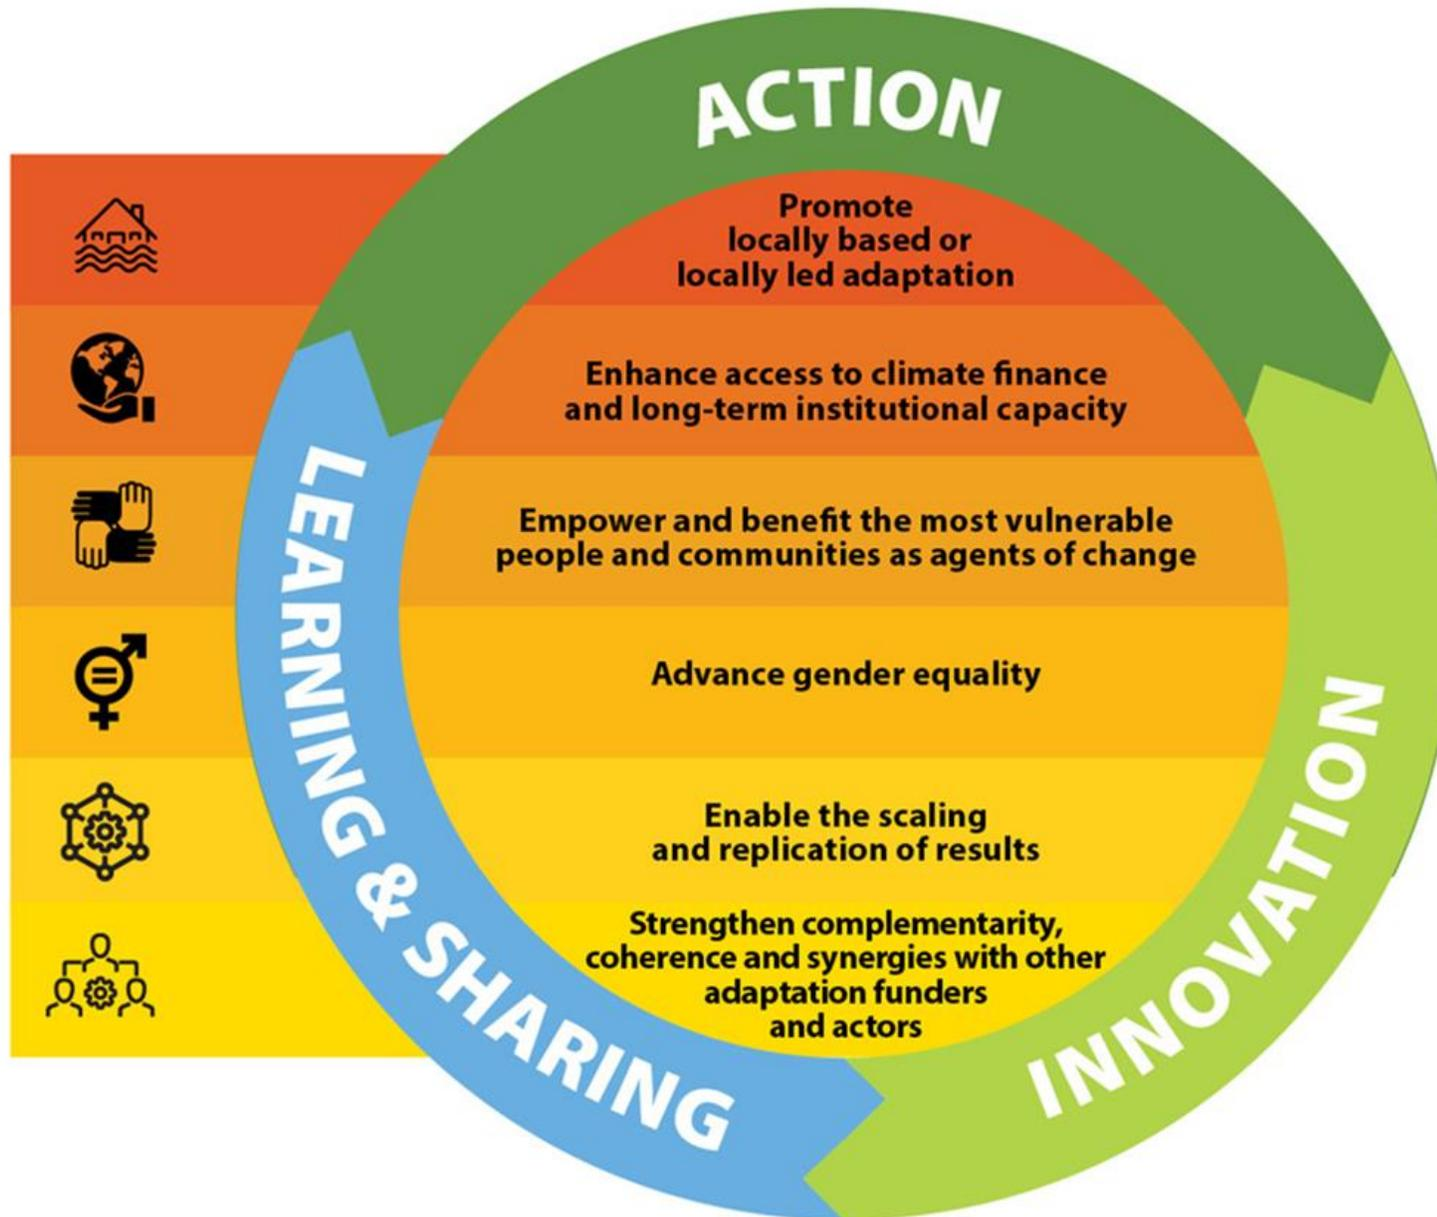 ACTION
Promote
locally based or
locally led adaptation
Enhance access to climate finance
and long-term institutional capacity
Empower and benefit the most vulnerable
people and communities as agents of change
Advance gender equality
Enable the scaling
and replication of results
Strengthen complementarity,
coherence and synergies with other
adaptation funders
and actors
INNOVATION
LEARNING & SHARING